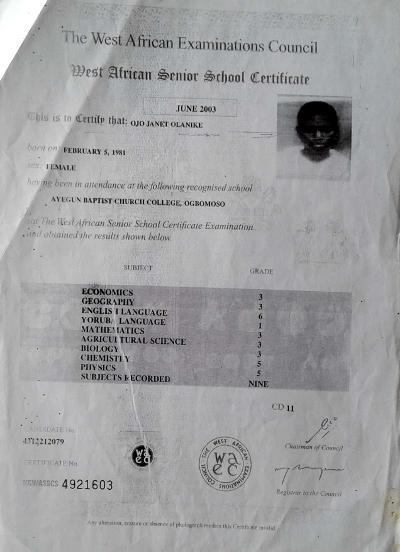 The West African Examinations Council
West African Senior School Certificate
JUNE 2003
This is to Certify that: OJO JANET OLANIKE
born on: FEBRUARY 5, 1981
sex: FEMALE
having been in attendance at the following recognised school
AYEGUN BAPTIST CHURCH COLLEGE, OGBOMOSO
sat The West African Senior School Certificate Examination
and obtained the results shown below
SUBJECT GRADE
ECONOMICS 3
GEOGRAPHY 3
ENGLISH LANGUAGE 6
YORUBA LANGUAGE 1
MATHEMATICS 3
AGRICULTURAL SCIENCE 3
BIOLOGY 3
CHEMISTRY 5
PHYSICS 5
SUBJECTS RECORDED NINE
CD 11
CANDIDATE No.
Chairman of Council
THE WEST AFRICAN EXAMINATIONS COUNCIL
waec
waec
CERTIFICATE No.
4921603
Registrar to the Council
Any alteration, erasure or absence of photograph renders this Certificate invalid